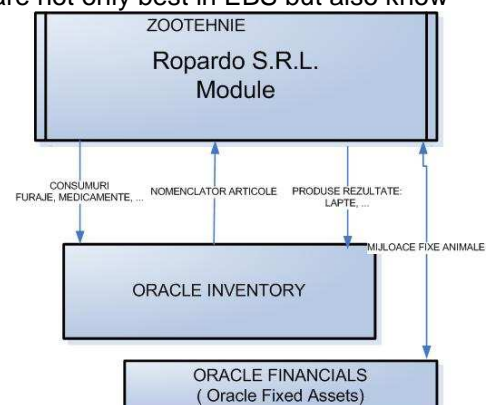 are not only best in EBS but also know
ZOOTEHNIE
Ropardo S.R.L.
Module
CONSUMURI
FURAJE, MEDICAMENTE, ...
NOMENCLATOR ARTICOLE
PRODUSE REZULTATE:
LAPTE, ...
MIJLOACE FIXE ANIMALE
ORACLE INVENTORY
ORACLE FINANCIALS
( Oracle Fixed Assets)